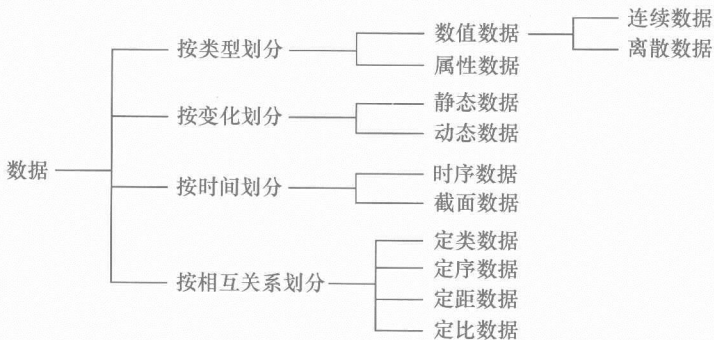 连续数据
数值数据
离散数据
按类型划分
属性数据
静态数据
按变化划分
动态数据
数据
时序数据
按时间划分
截面数据
定类数据
定序数据
按相互关系划分
定距数据
定比数据